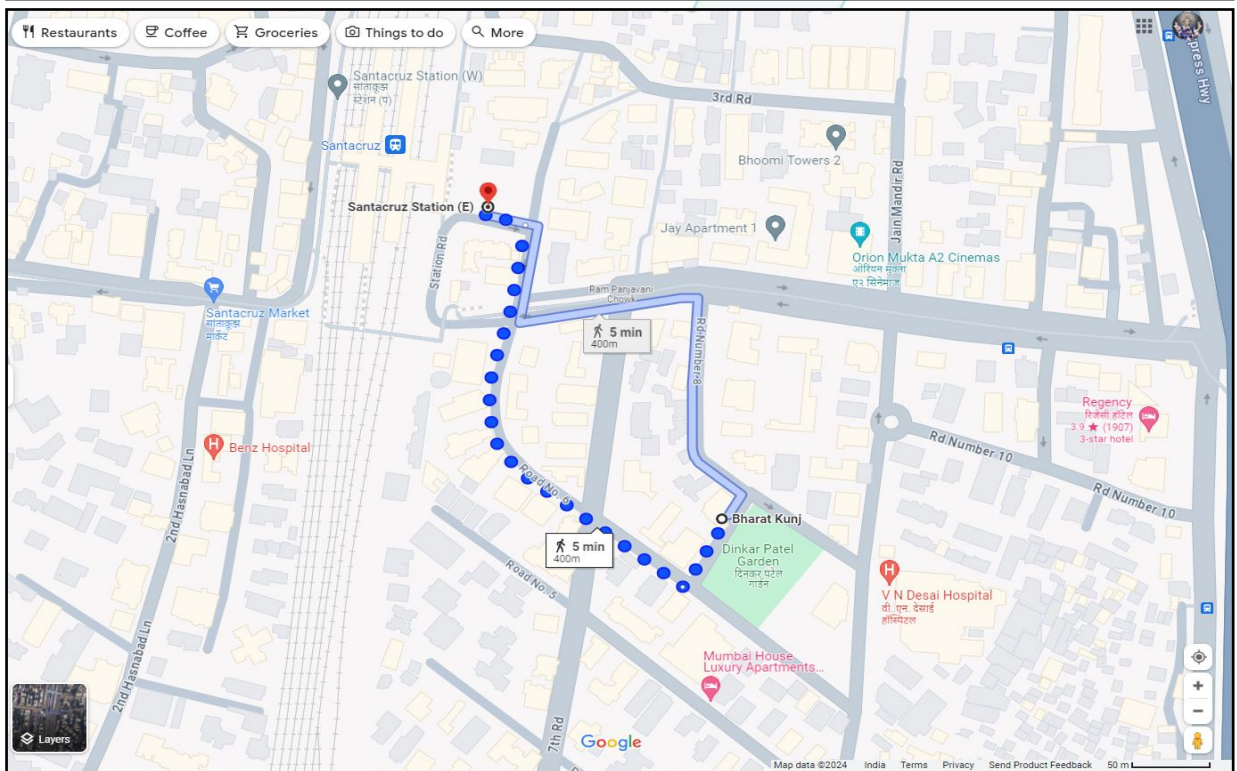 Restaurants
Coffee
Groceries
Things to do
More
press Hwy
Santacruz Station (W)
सांताक्रूझ
स्टेशन (प)
3rd Rd
Santacruz
Bhoomi Towers 2
Jain Mandir Rd
Santacruz Station (E)
Jay Apartment 1
Station Rd
Orion Mukta A2 Cinemas
ओरियन मुक्ता
ए२ सिनेमाज
Ram Panjavani
Chowk
Santacruz Market
सांताक्रूझ
मार्केट
5 min
400m
Rd Number 8
Regency
रिजेंसी हॉटेल
3.9 ★ (1907)
3-star hotel
Benz Hospital
Rd Number 10
Rd Number 10
2nd Hasnabad Ln
Road No. 6
Bharat Kunj
5 min
400m
Dinkar Patel
Garden
दिनकर पटेल
गार्डन
Road No. 5
V N Desai Hospital
वी. एन. देसाई
हॉस्पिटल
Mumbai House
Luxury Apartments...
2nd Hasnabad Ln
7th Rd
Layers
Google
Map data ©2024 India Terms Privacy Send Product Feedback 50 m